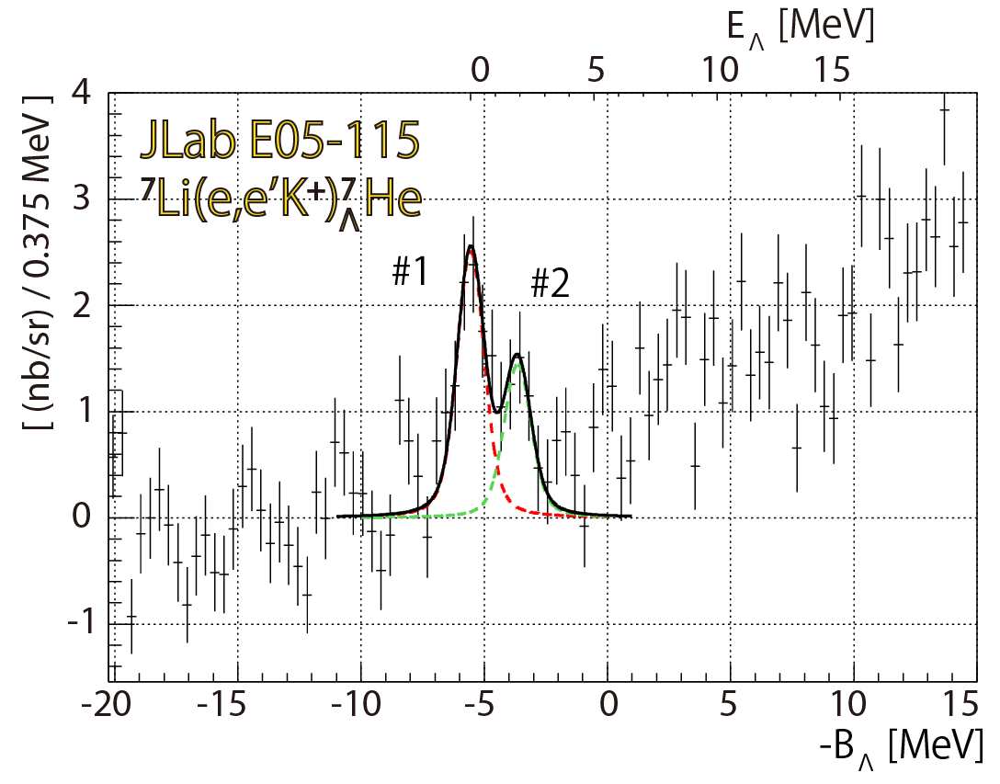 E_Λ [MeV]
0 5 10 15
[ (nb/sr) / 0.375 MeV ]
4
3
2
1
0
-1
JLab E05-115
⁷Li(e,e′K⁺)⁷_ΛHe
#1
#2
-20 -15 -10 -5 0 5 10 15
-B_Λ [MeV]